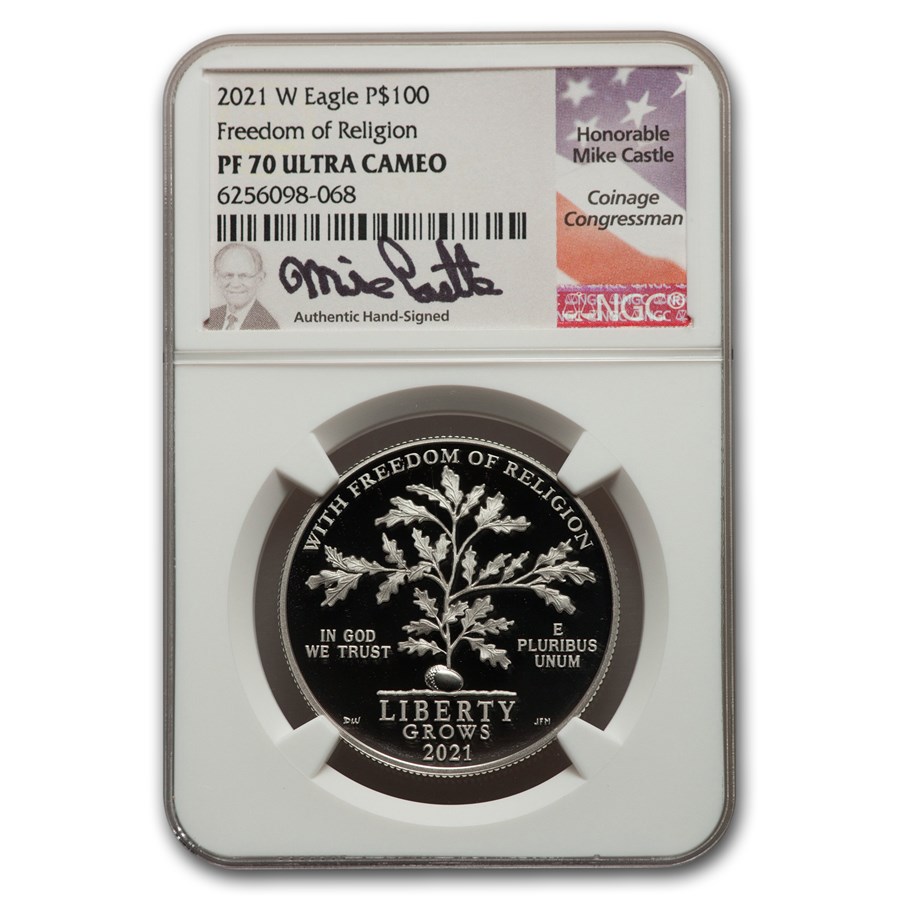 2021 W Eagle P$100
Freedom of Religion
PF 70 ULTRA CAMEO
6256098-068
Honorable
Mike Castle
Coinage
Congressman
Mike Castle
Authentic Hand-Signed
NGC®
WITH FREEDOM OF RELIGION
IN GOD
WE TRUST
E
PLURIBUS
UNUM
DW
JFM
LIBERTY
GROWS
2021